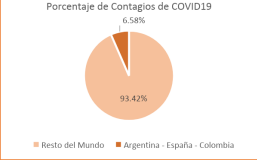 Porcentaje de Contagios de COVID19
6.58%
93.42%
Resto del Mundo
Argentina - España - Colombia